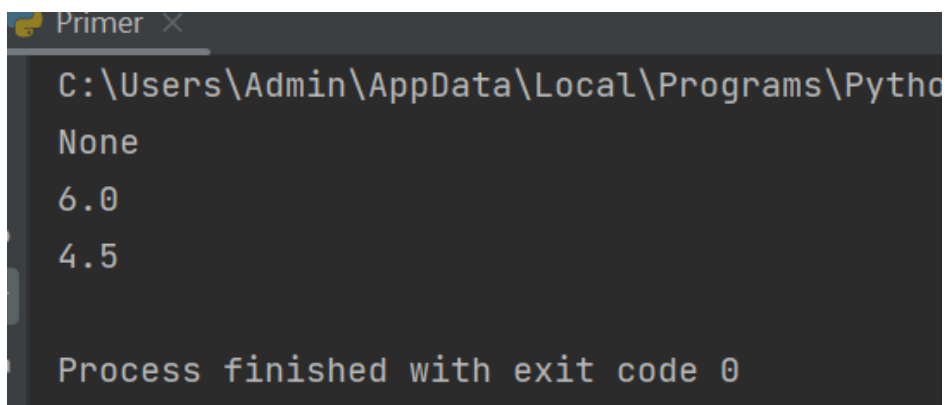 Primer
C:\Users\Admin\AppData\Local\Programs\Pytho
None
6.0
4.5
Process finished with exit code 0